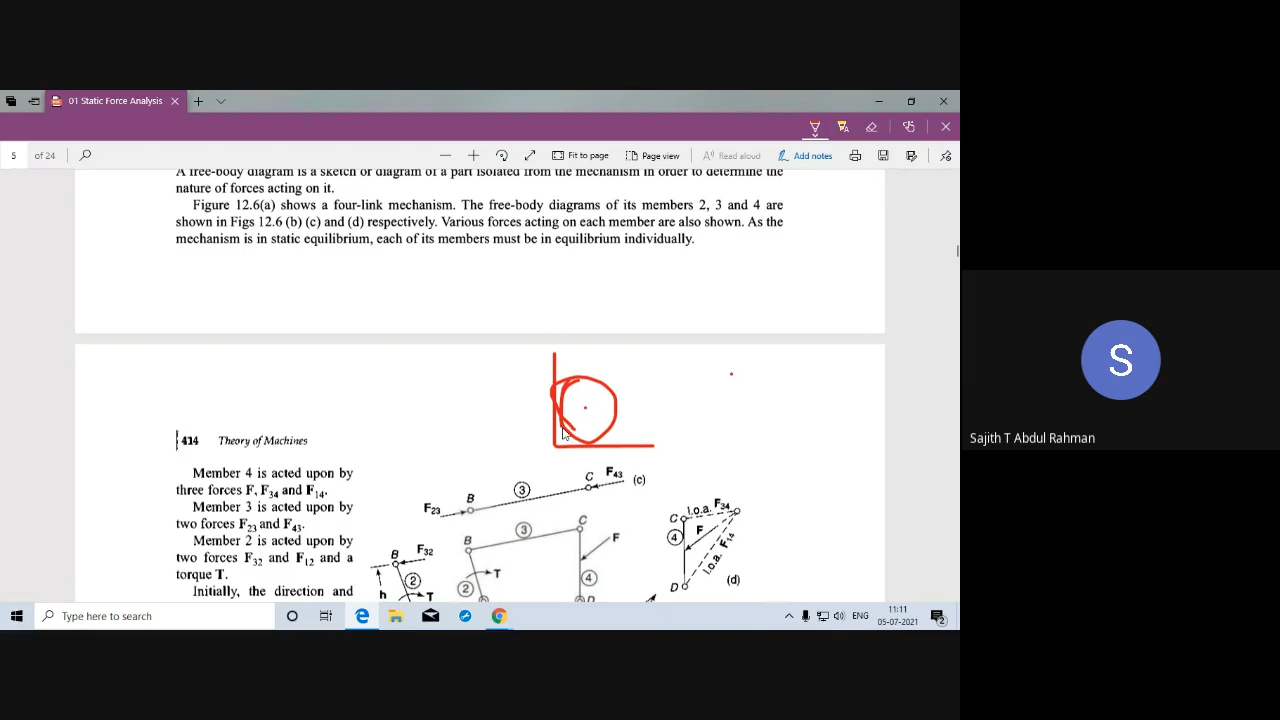 01 Static Force Analysis
5 of 24
Fit to page
Page view
Read aloud
Add notes
A free-body diagram is a sketch or diagram of a part isolated from the mechanism in order to determine the
nature of forces acting on it.
Figure 12.6(a) shows a four-link mechanism. The free-body diagrams of its members 2, 3 and 4 are
shown in Figs 12.6 (b) (c) and (d) respectively. Various forces acting on each member are also shown. As the
mechanism is in static equilibrium, each of its members must be in equilibrium individually.
414 Theory of Machines
Member 4 is acted upon by
three forces F, F34 and F14.
Member 3 is acted upon by
two forces F23 and F43.
Member 2 is acted upon by
two forces F32 and F12 and a
torque T.
Initially, the direction and
F23 B 3 C F43 (c)
B 3 C
F
2 T
4
D
B F32
2
h
T
C l.o.a. F34
4 F
l.o.a. F14
D (d)
S
Sajith T Abdul Rahman
Type here to search
ENG
11:11
05-07-2021
2